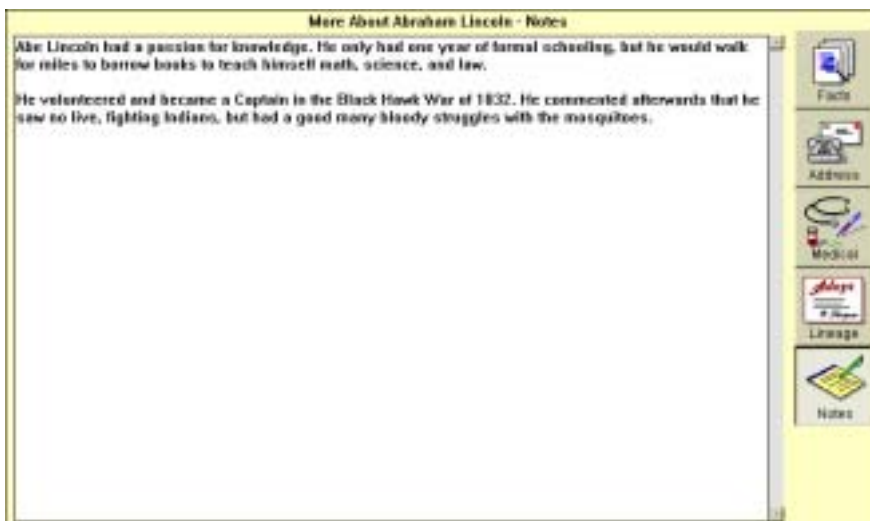 More About Abraham Lincoln - Notes
Abe Lincoln had a passion for knowledge. He only had one year of formal schooling, but he would walk
for miles to borrow books to teach himself math, science, and law.
He volunteered and became a Captain in the Black Hawk War of 1832. He commented afterwards that he
saw no live, fighting Indians, but had a good many bloody struggles with the mosquitoes.
Facts
Address
Medical
Lineage
Notes